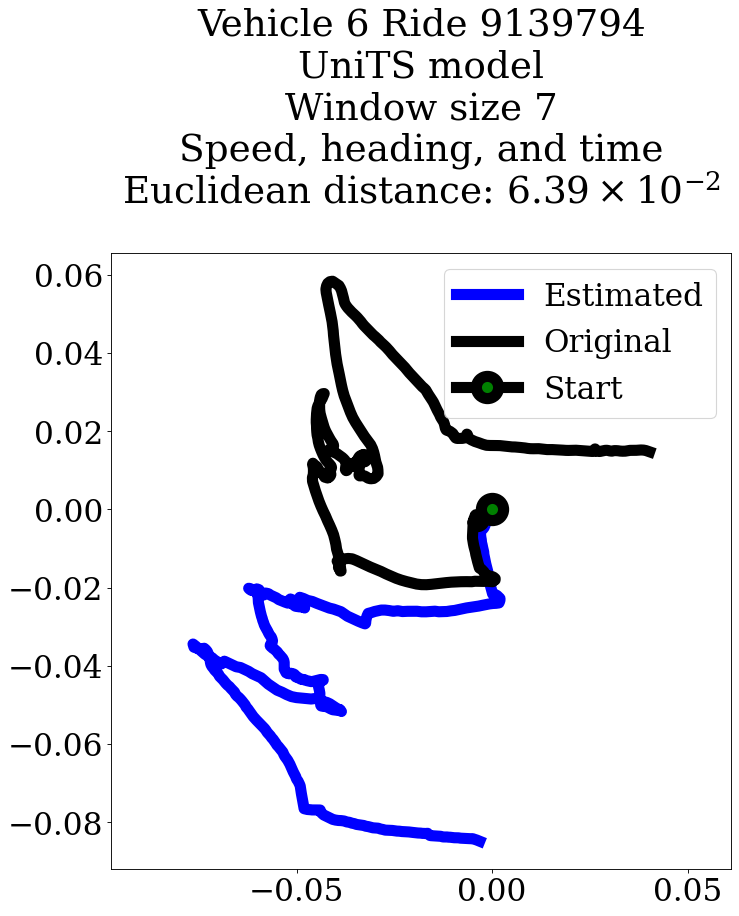 Vehicle 6 Ride 9139794
UniTS model
Window size 7
Speed, heading, and time
Euclidean distance: 6.39 × 10⁻²
0.06
Estimated
0.04
Original
Start
0.02
0.00
−0.02
−0.04
−0.06
−0.08
−0.05
0.00
0.05